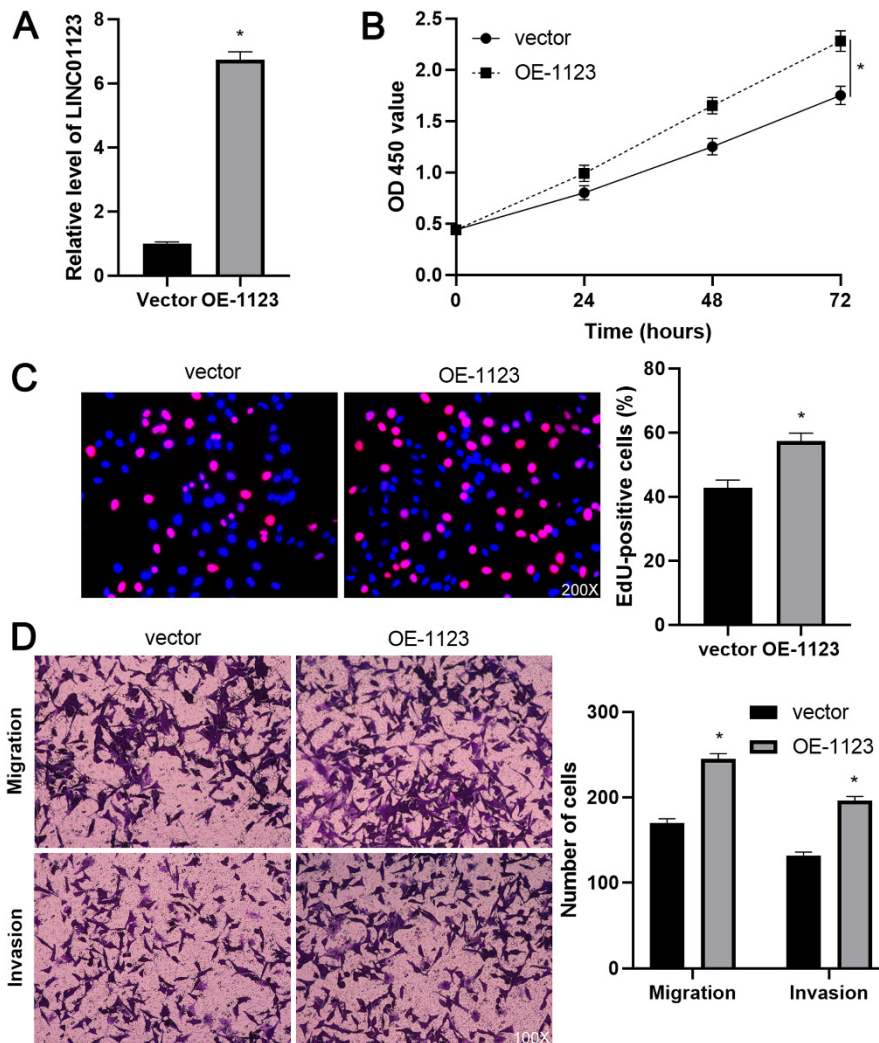 A
Relative level of LINC01123
8
6
4
2
0
*
Vector OE-1123
B
vector
OE-1123
OD 450 value
2.5
2.0
1.5
1.0
0.5
0.0
*
0 24 48 72
Time (hours)
C
vector OE-1123
200X
EdU-positive cells (%)
80
60
40
20
0
*
vector OE-1123
D
vector OE-1123
Migration
Invasion
100X
Number of cells
300
200
100
0
vector
OE-1123
*
*
Migration Invasion